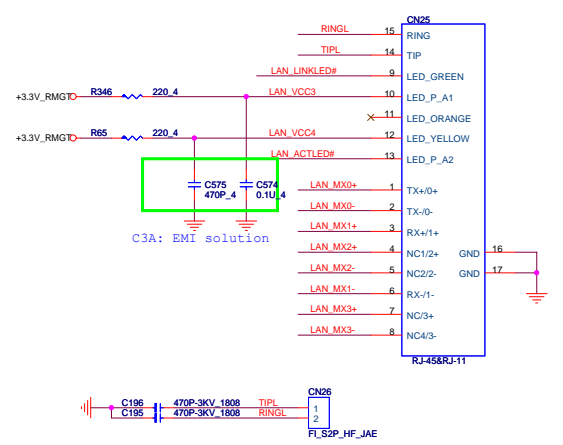 CN25
RINGL 15 RING
TIPL 14 TIP
LAN_LINKLED# 9 LED_GREEN
+3.3V_RMGT R346 220_4 LAN_VCC3 10 LED_P_A1
11 LED_ORANGE
+3.3V_RMGT R65 220_4 LAN_VCC4 12 LED_YELLOW
LAN_ACTLED# 13 LED_P_A2
C575 C574
470P_4 0.1U_4
C3A: EMI solution
LAN_MX0+ 1 TX+/0+
LAN_MX0- 2 TX-/0-
LAN_MX1+ 3 RX+/1+
LAN_MX2+ 4 NC1/2+ GND 16
LAN_MX2- 5 NC2/2- GND 17
LAN_MX1- 6 RX-/1-
LAN_MX3+ 7 NC/3+
LAN_MX3- 8 NC4/3-
RJ-45&RJ-11
CN26
C196 470P-3KV_1808 TIPL 1
C195 470P-3KV_1808 RINGL 2
FI_S2P_HF_JAE